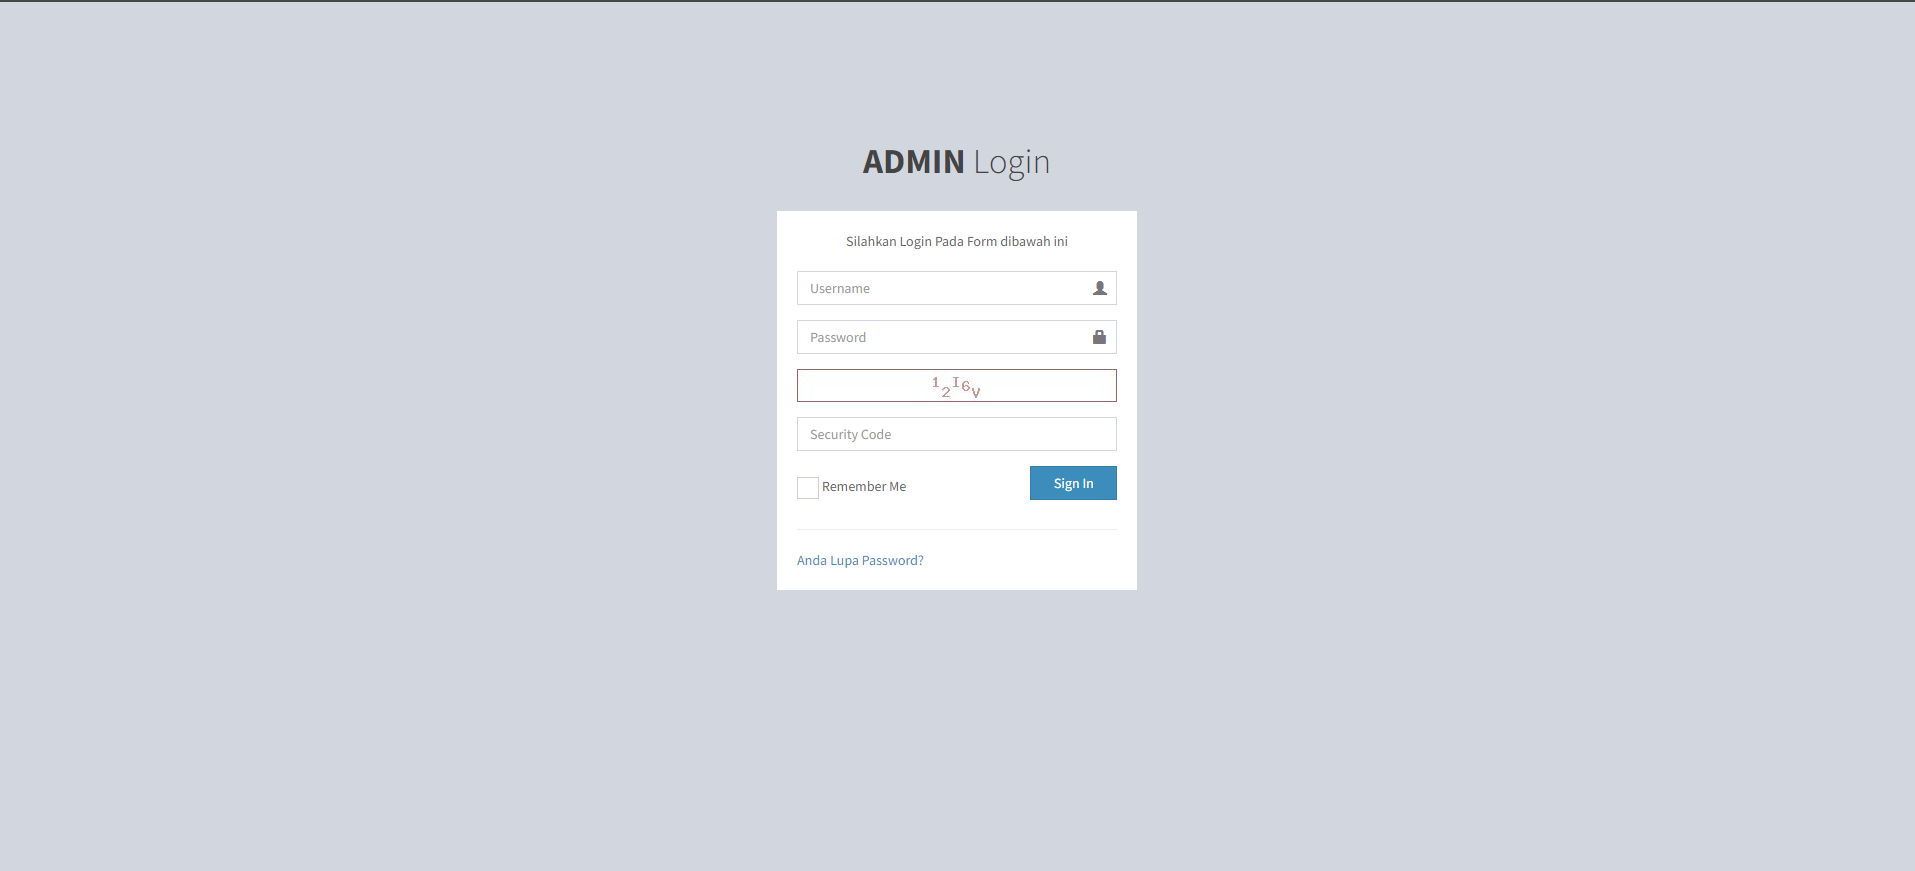 ADMIN Login
Silahkan Login Pada Form dibawah ini
Username
Password
12I6V
Security Code
Remember Me
Sign In
Anda Lupa Password?